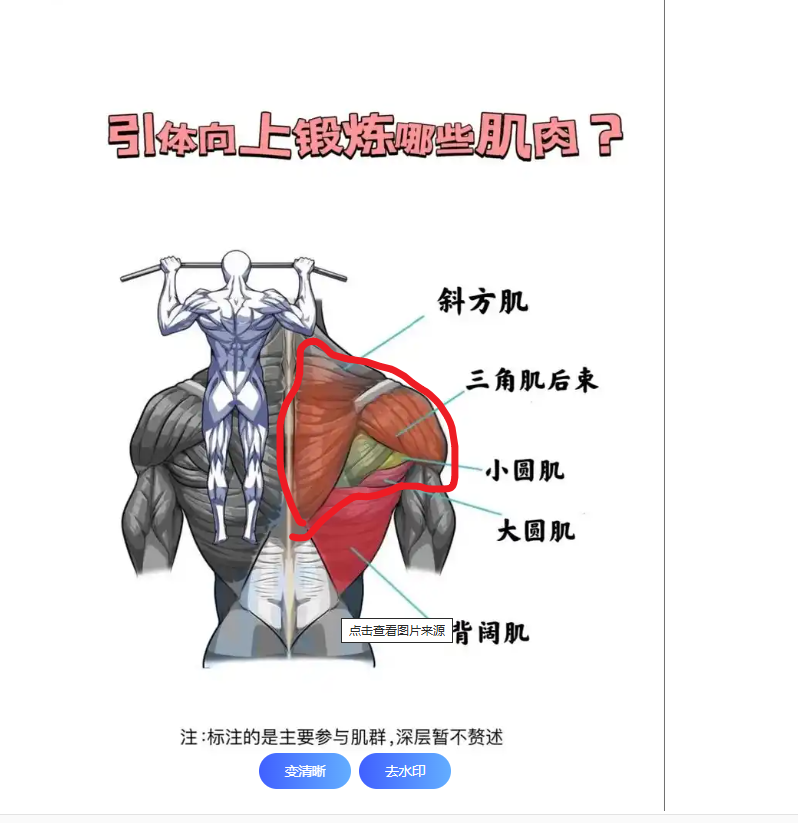 引体向上锻炼哪些肌肉？
斜方肌
三角肌后束
小圆肌
大圆肌
点击查看图片来源
背阔肌
注：标注的是主要参与肌群，深层暂不赘述
变清晰
去水印